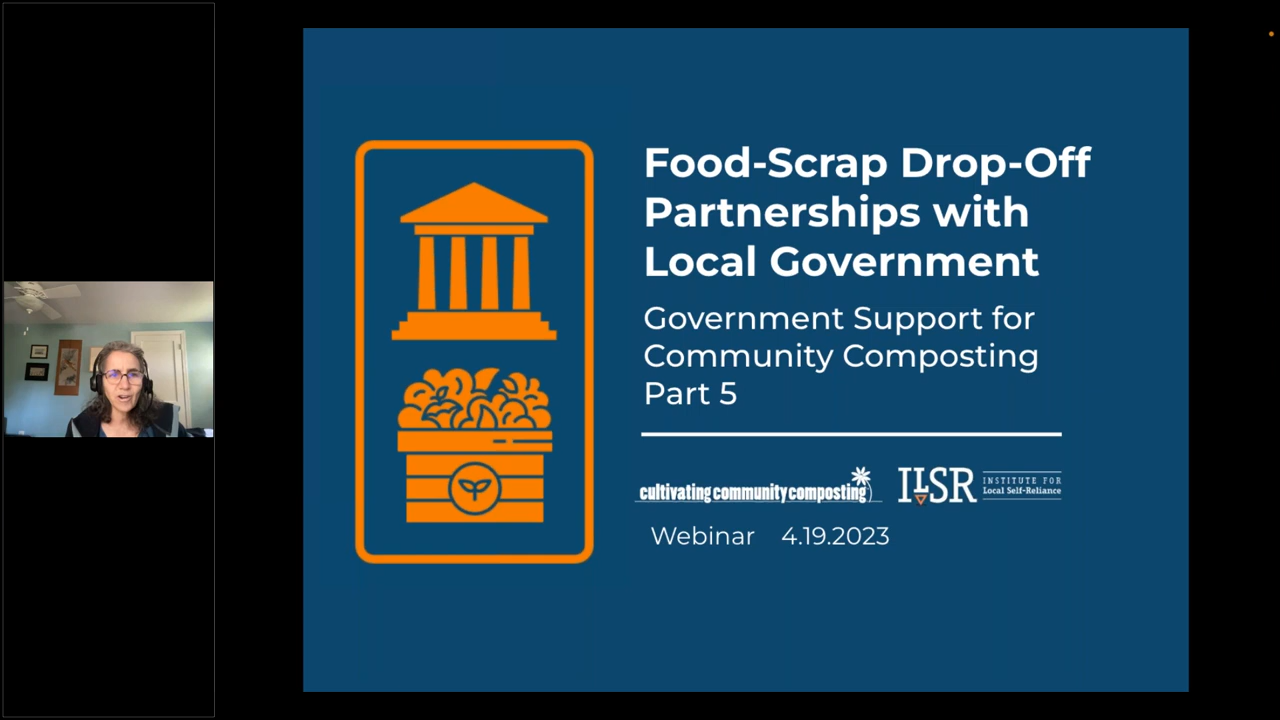 Food-Scrap Drop-Off
Partnerships with
Local Government
Government Support for
Community Composting
Part 5
cultivating community composting
ILSR
INSTITUTE FOR
Local Self-Reliance
Webinar 4.19.2023